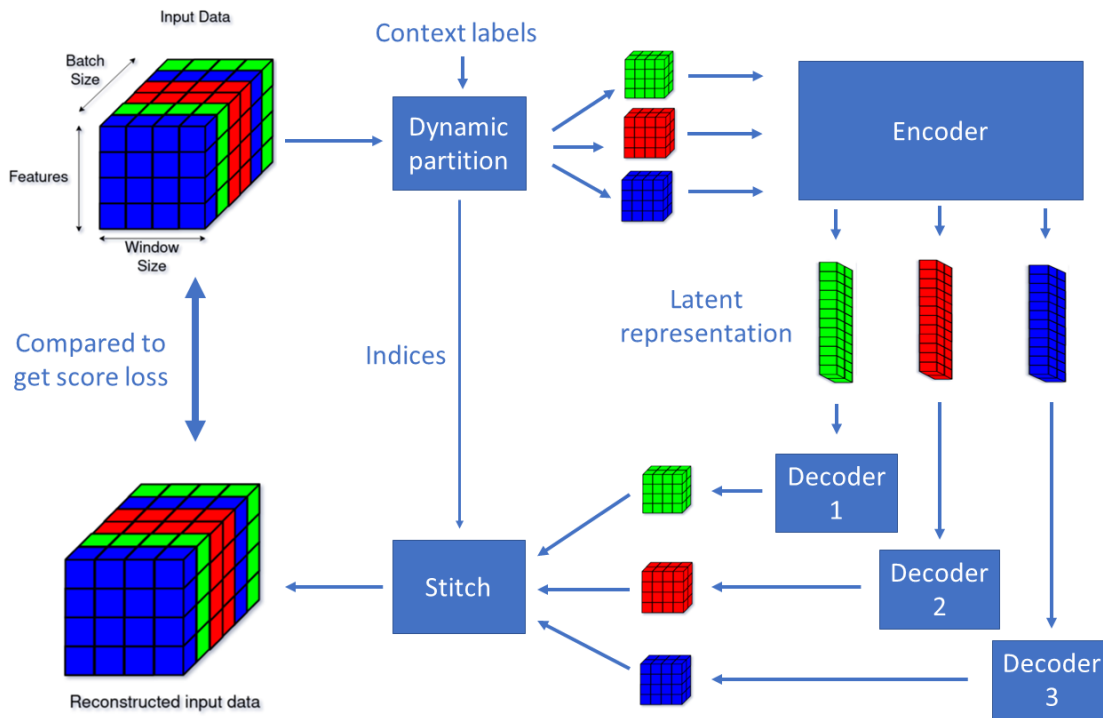 Input Data
Batch
Size
Features
Window
Size
Context labels
Dynamic
partition
Encoder
Compared to
get score loss
Indices
Latent
representation
Decoder
1
Decoder
2
Decoder
3
Stitch
Reconstructed input data